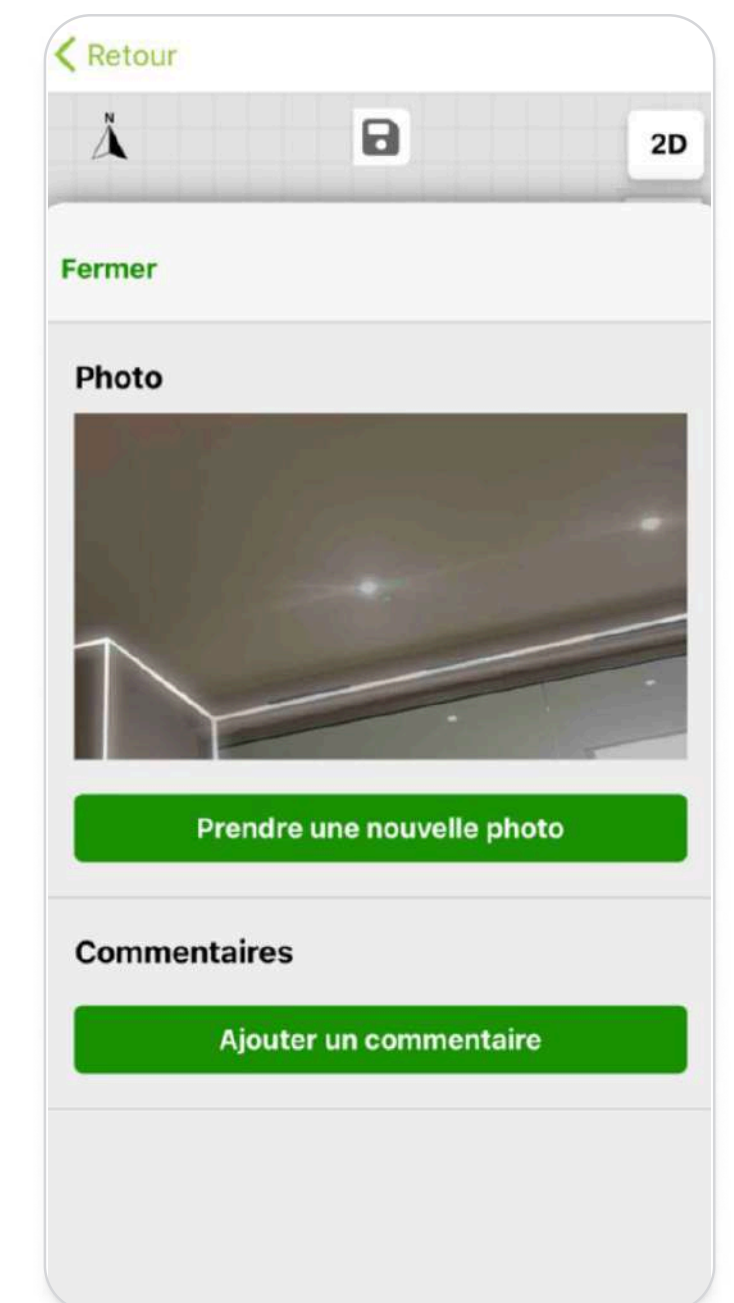 Retour
N
2D
Fermer
Photo
Prendre une nouvelle photo
Commentaires
Ajouter un commentaire